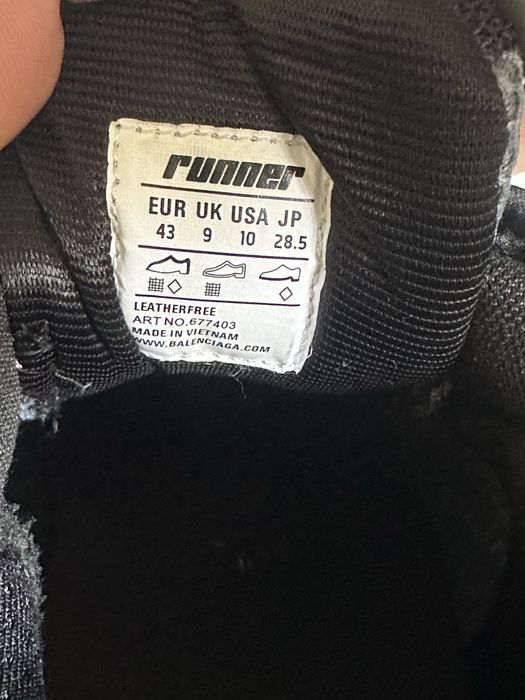 runner
EUR UK USA JP
43 9 10 28.5
LEATHERFREE
ART NO.677403
MADE IN VIETNAM
WWW.BALENCIAGA.COM